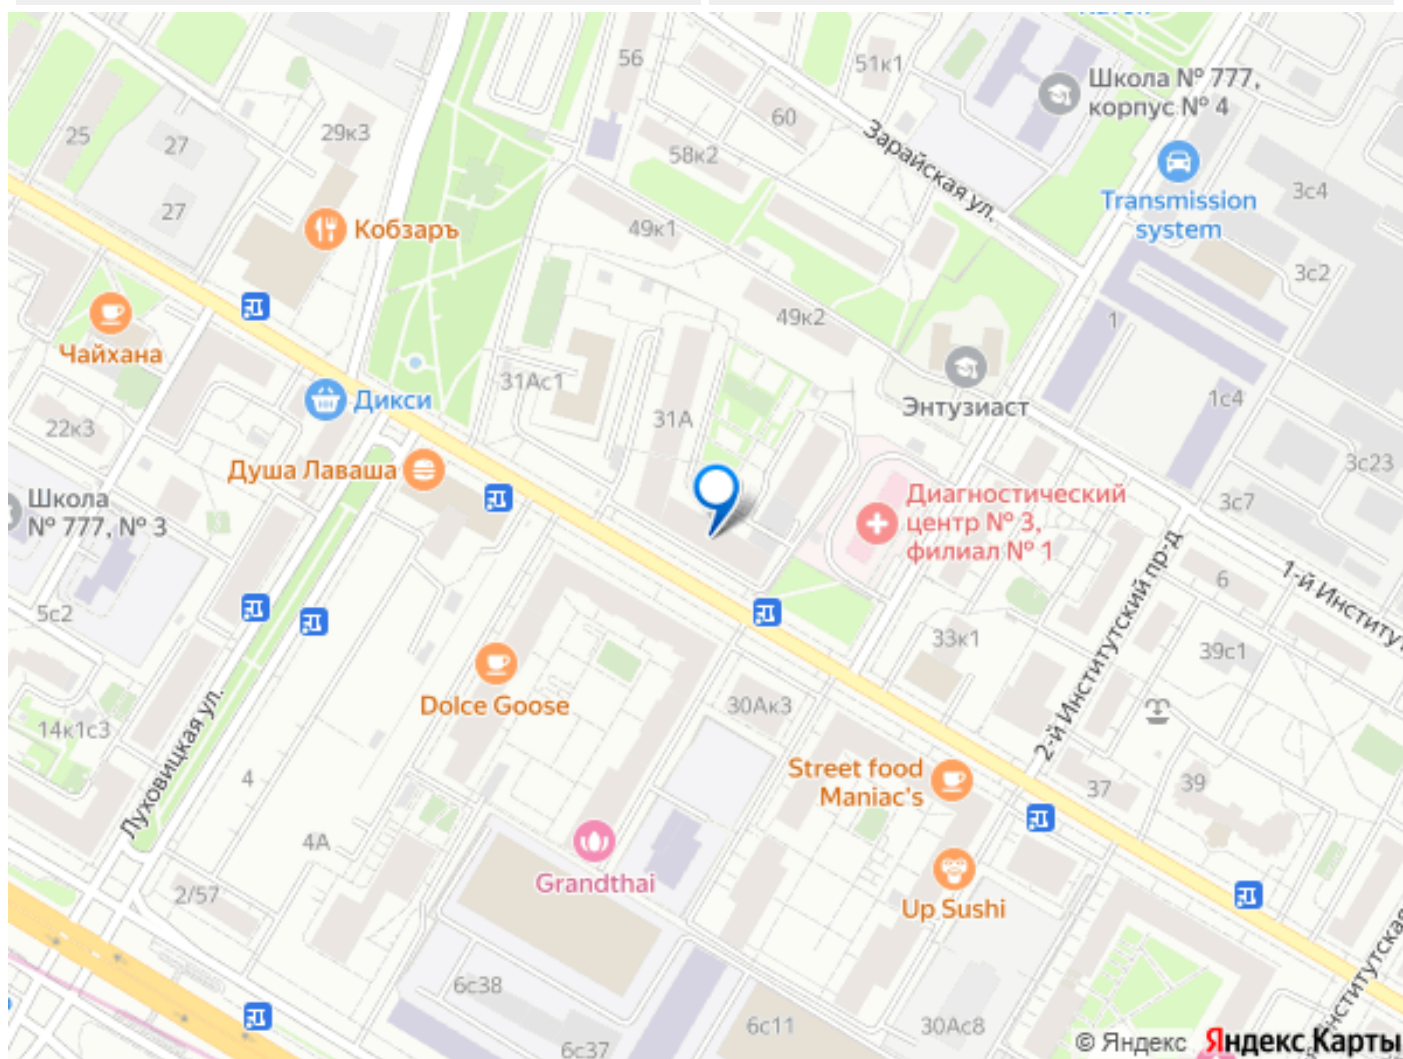 56
51к1
Школа № 777,
корпус № 4
25
27
29к3
60
58к2
Зарайская ул.
Transmission
system
3с4
27
Кобзаръ
49к1
3с2
49к2
1
Чайхана
31Ас1
Дикси
31А
Энтузиаст
1с4
22к3
Душа Лаваша
3с23
Школа
№ 777, № 3
Диагностический
центр № 3,
филиал № 1
3с7
2-й Институтский пр-д
6
5с2
33к1
39с1
Dolce Goose
30Ак3
14к1с3
Луховицкая ул.
4
Street food
Maniac's
37
39
4А
Grandthai
2/57
Up Sushi
6с38
6с11
30Ас8
6с37
© Яндекс Яндекс Карты